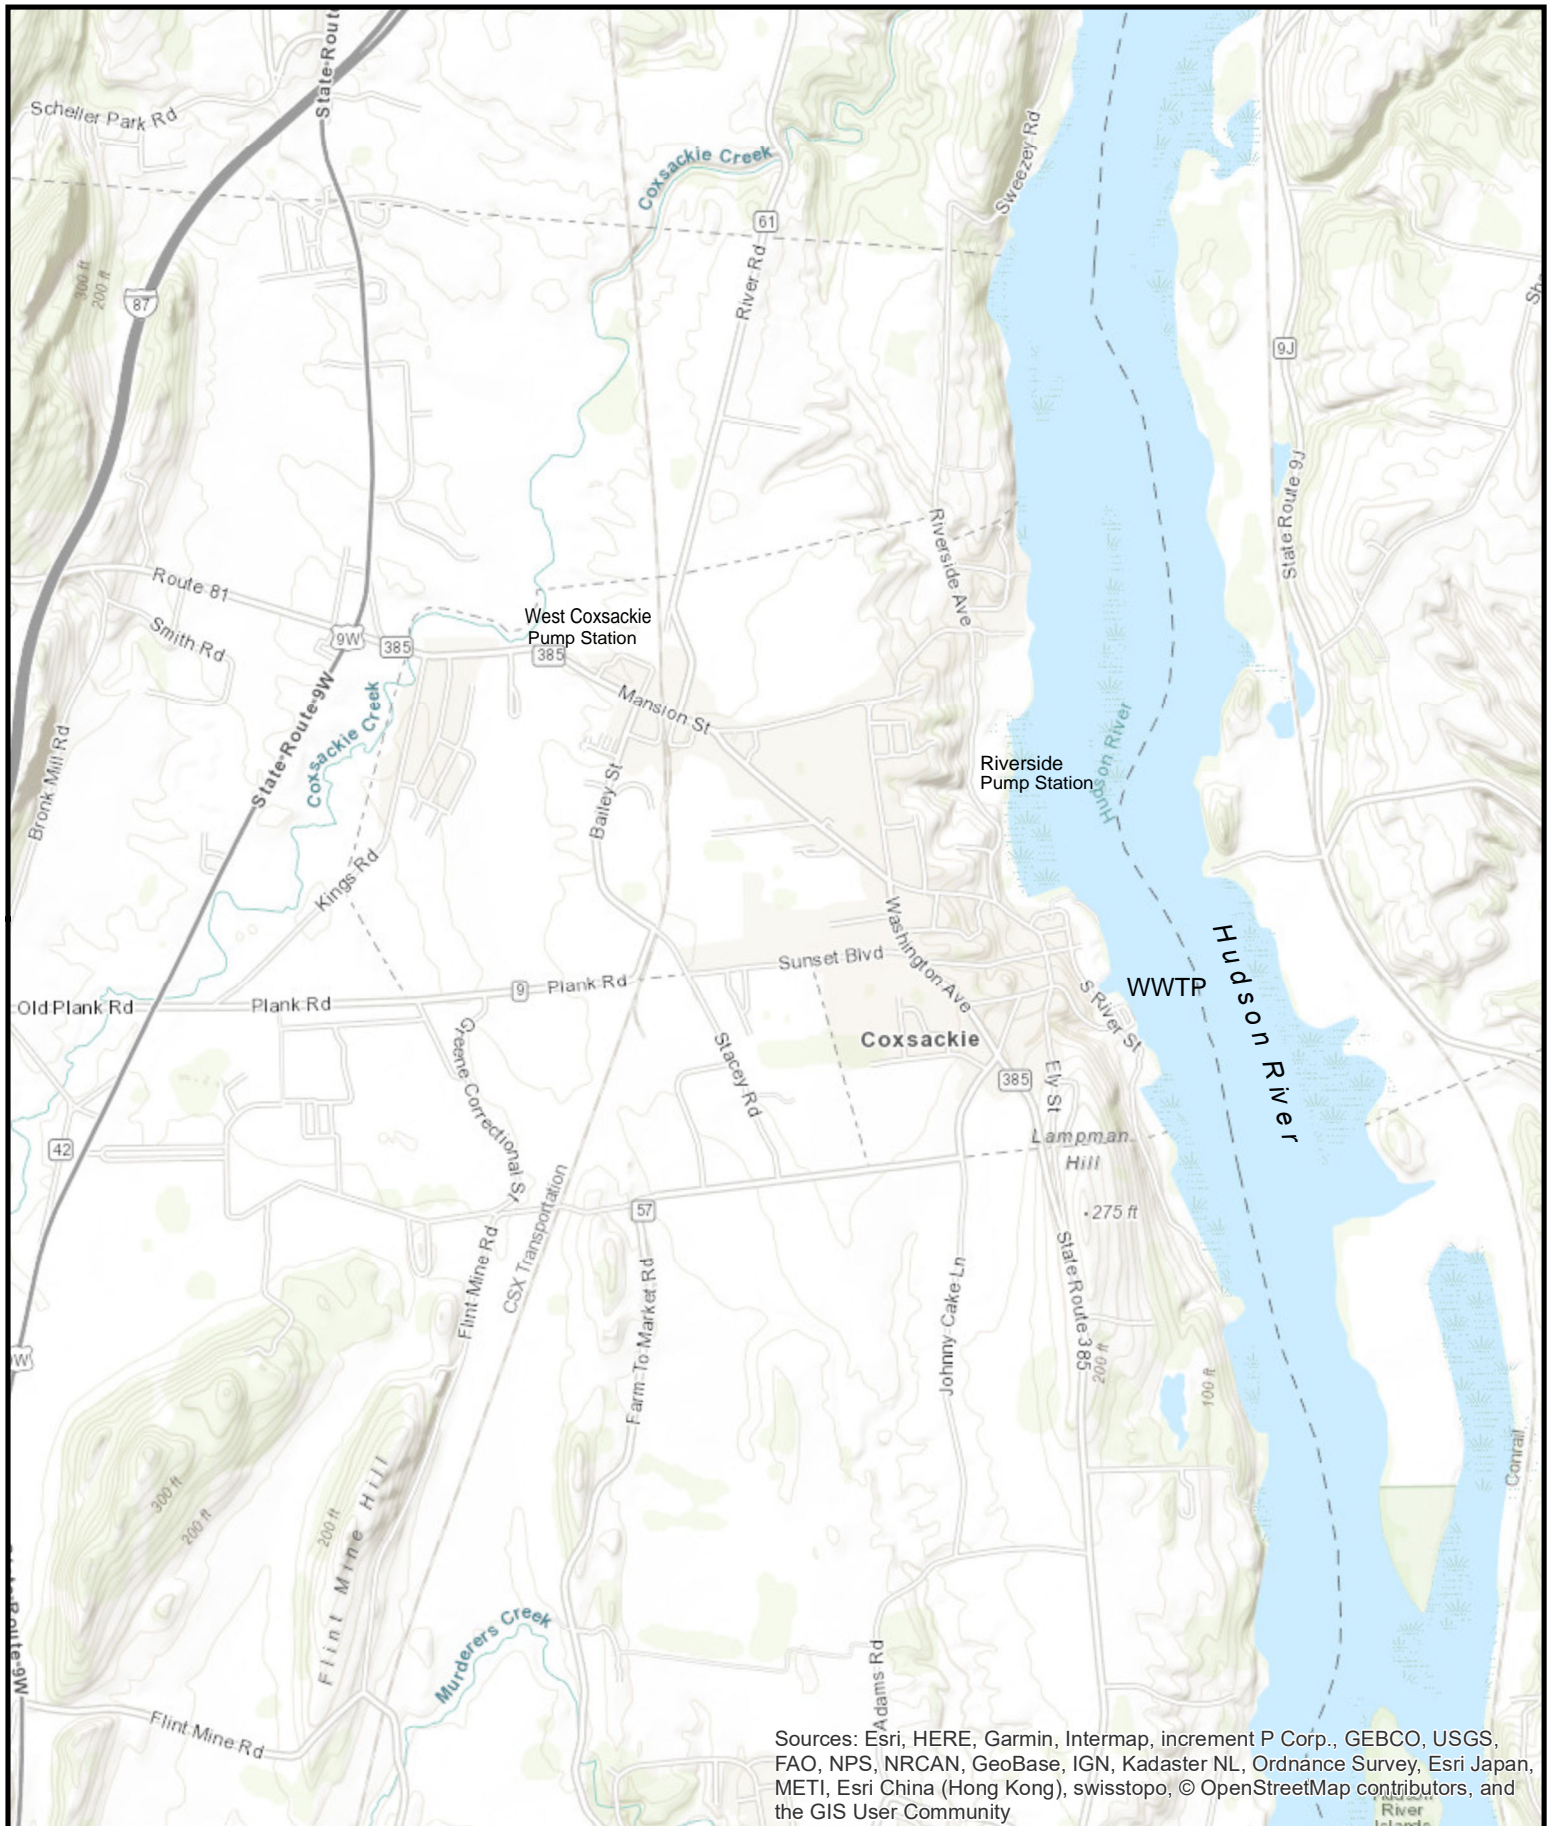 State-Rout
Scheller Park Rd
Coxsackie Creek
Sweezey Rd
61
River Rd
300 ft
200 ft
87
9J
State Route 9J
Riverside Ave
Route 81
Smith Rd
9W
385
West Coxsackie
Pump Station
385
Mansion St
State-Route-9W
Coxsackie Creek
Bronk Mill Rd
Bailey St
Riverside
Pump Station
Hudson River
Kings Rd
Washington Ave
Sunset Blvd
Hudson River
WWTP
S River St
Old Plank Rd
Plank Rd
9
Plank Rd
Coxsackie
Greene Correctional St
Stacey Rd
385
Ely St
42
Lampman
Hill
275 ft
57
CSX Transportation
Flint Mine Rd
Farm To Market Rd
Johnny Cake Ln
State Route 385
200 ft
100 ft
Conrail
300 ft
200 ft
200 ft
Flint Mine Hill
Murderers Creek
Adams Rd
Route-9W
Flint Mine Rd
Sources: Esri, HERE, Garmin, Intermap, increment P Corp., GEBCO, USGS,
FAO, NPS, NRCAN, GeoBase, IGN, Kadaster NL, Ordnance Survey, Esri Japan,
METI, Esri China (Hong Kong), swisstopo, © OpenStreetMap contributors, and
the GIS User Community
River